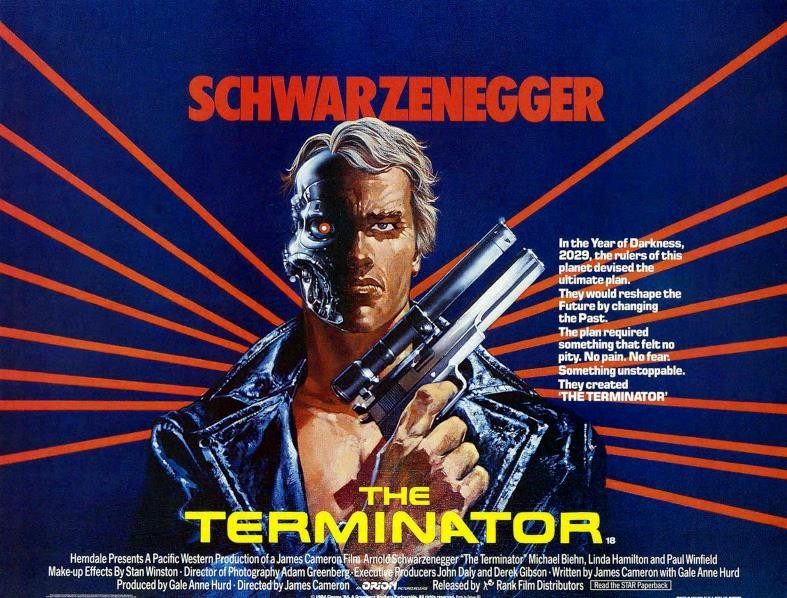 SCHWARZENEGGER
In the Year of Darkness,
2029, the rulers of this
planet devised the
ultimate plan.
They would reshape the
Future by changing
the Past.
The plan required
something that felt no
pity. No pain. No fear.
Something unstoppable.
They created
'THE TERMINATOR'
THE
TERMINATOR 18
Hemdale Presents A Pacific Western Production of a James Cameron Film Arnold Schwarzenegger "The Terminator" Michael Biehn, Linda Hamilton and Paul Winfield
Make-up Effects By Stan Winston · Director of Photography Adam Greenberg · Executive Producers John Daly and Derek Gibson · Written by James Cameron with Gale Anne Hurd
Produced by Gale Anne Hurd · Directed by James Cameron ORION Released by Rank Film Distributors Read the STAR Paperback